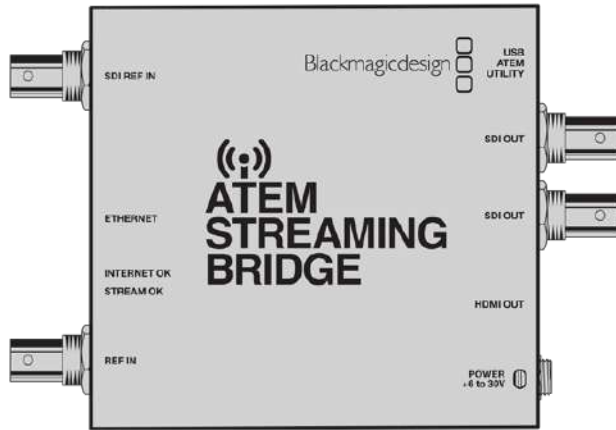 SDI REF IN
Blackmagicdesign
USB
ATEM
UTILITY
SDI OUT
ATEM
STREAMING
BRIDGE
ETHERNET
SDI OUT
INTERNET OK
STREAM OK
HDMI OUT
REF IN
POWER
+6 to 30V